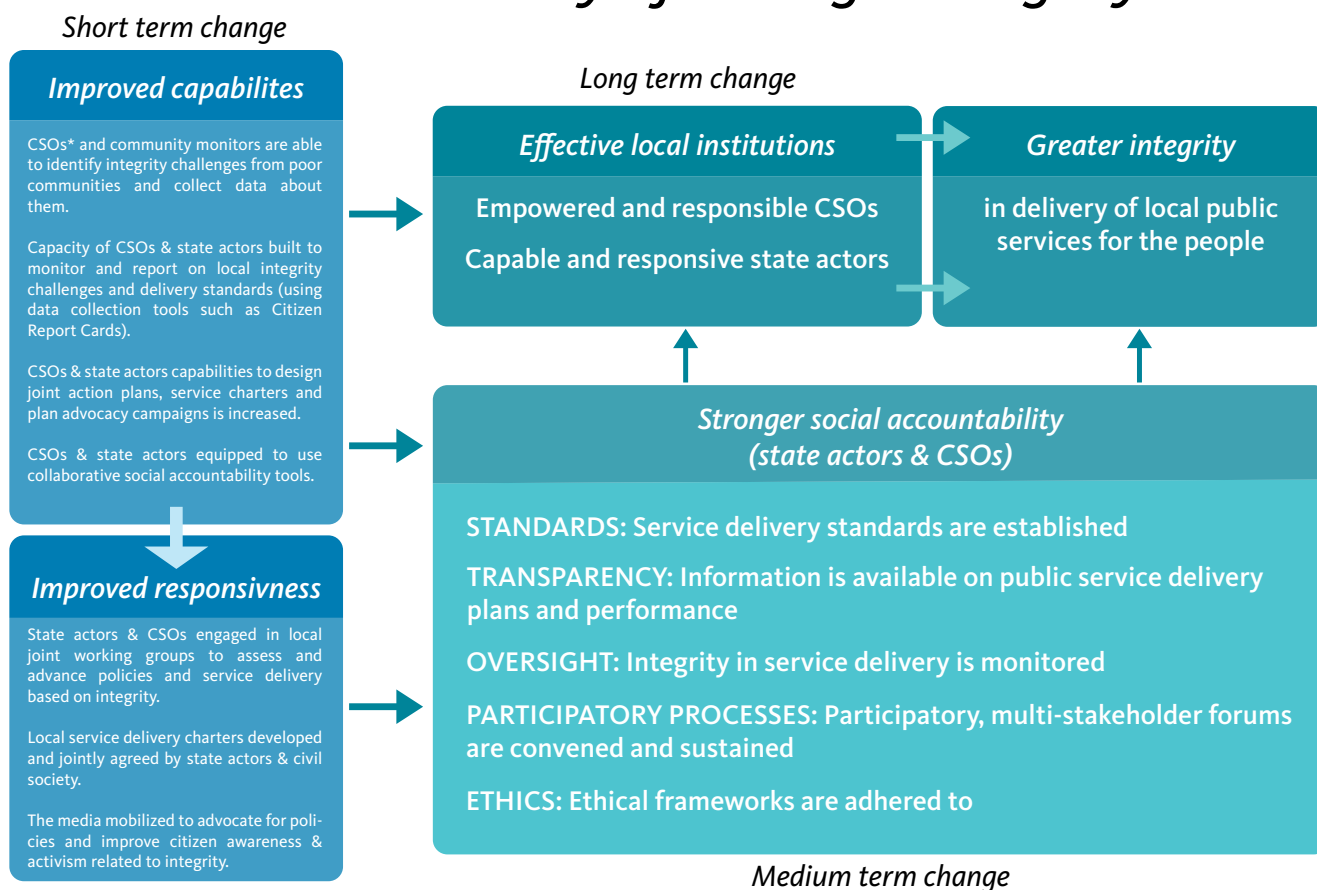 Short term change
Improved capabilites
CSOs* and community monitors are able
to identify integrity challenges from poor
communities and collect data about
them.
Capacity of CSOs & state actors built to
monitor and report on local integrity
challenges and delivery standards (using
data collection tools such as Citizen
Report Cards).
CSOs & state actors capabilities to design
joint action plans, service charters and
plan advocacy campaigns is increased.
CSOs & state actors equipped to use
collaborative social accountability tools.
Improved responsivness
State actors & CSOs engaged in local
joint working groups to assess and
advance policies and service delivery
based on integrity.
Local service delivery charters developed
and jointly agreed by state actors & civil
society.
The media mobilized to advocate for poli-
cies and improve citizen awareness &
activism related to integrity.
Long term change
Effective local institutions
Empowered and responsible CSOs
Capable and responsive state actors
Greater integrity
in delivery of local public
services for the people
Stronger social accountability
(state actors & CSOs)
STANDARDS: Service delivery standards are established
TRANSPARENCY: Information is available on public service delivery
plans and performance
OVERSIGHT: Integrity in service delivery is monitored
PARTICIPATORY PROCESSES: Participatory, multi-stakeholder forums
are convened and sustained
ETHICS: Ethical frameworks are adhered to
Medium term change